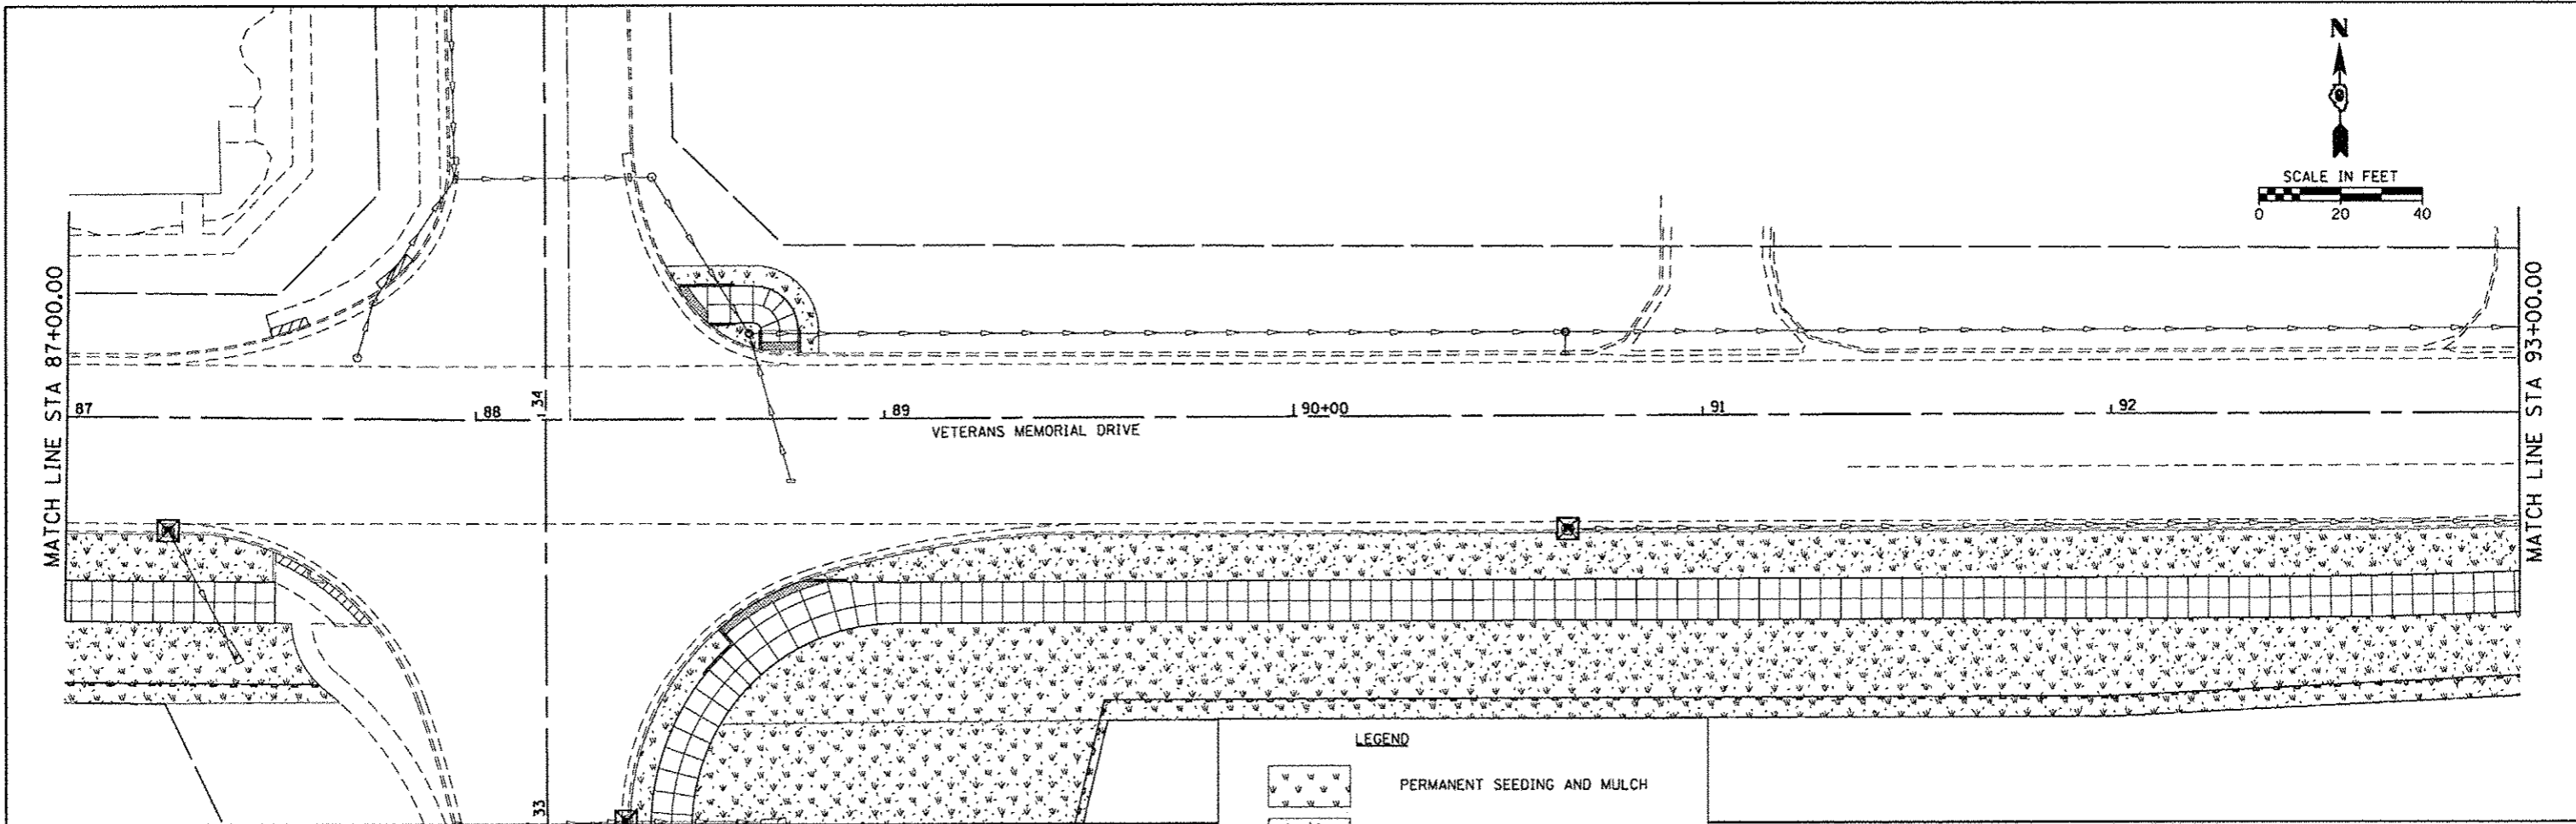 N
SCALE IN FEET
0 20 40
MATCH LINE STA 87+00.00
MATCH LINE STA 93+00.00
87 88 34 89 90+00 91 92
VETERANS MEMORIAL DRIVE
33
LEGEND
PERMANENT SEEDING AND MULCH